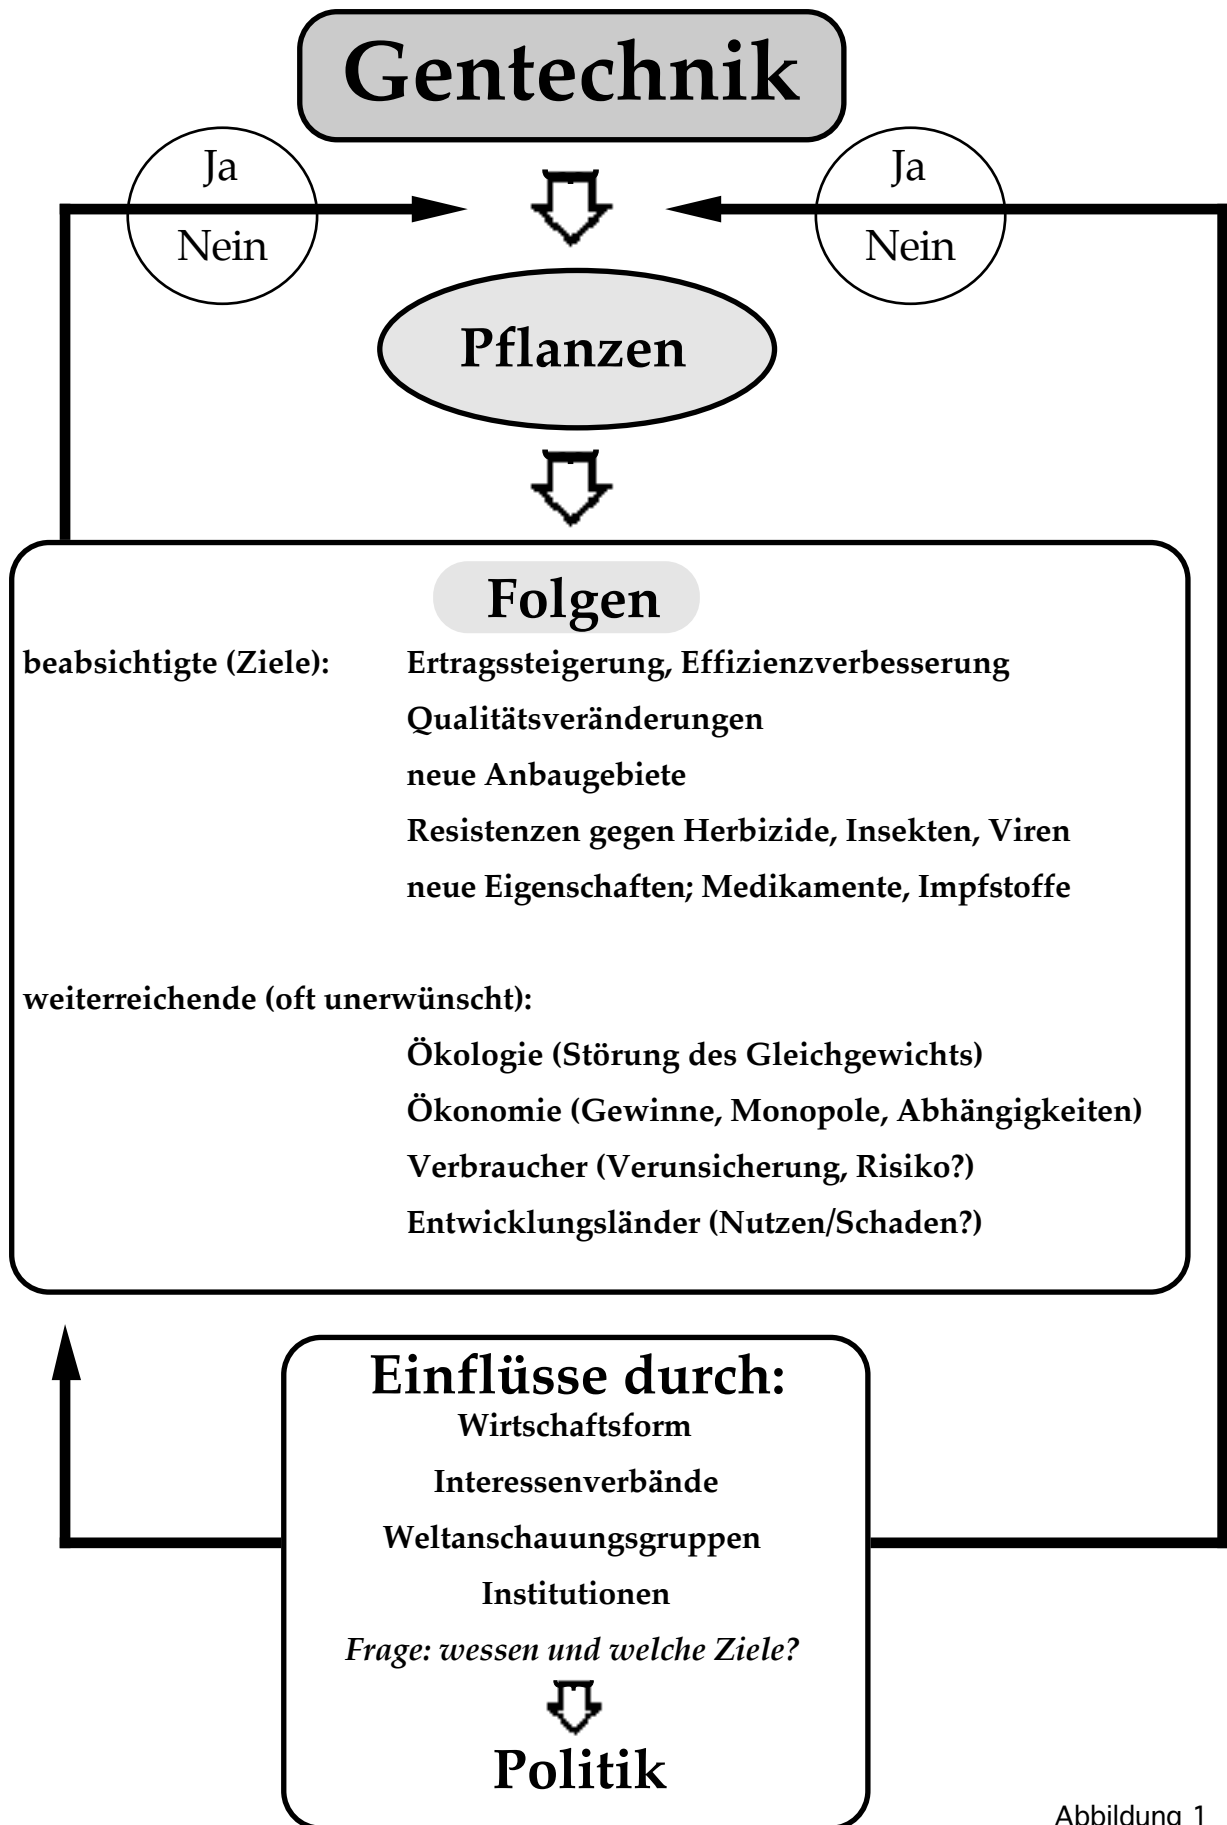 Gentechnik
Ja
Nein
Ja
Nein
Pflanzen
Folgen
beabsichtigte (Ziele): Ertragssteigerung, Effizienzverbesserung
Qualitätsveränderungen
neue Anbaugebiete
Resistenzen gegen Herbizide, Insekten, Viren
neue Eigenschaften; Medikamente, Impfstoffe
weiterreichende (oft unerwünscht):
Ökologie (Störung des Gleichgewichts)
Ökonomie (Gewinne, Monopole, Abhängigkeiten)
Verbraucher (Verunsicherung, Risiko?)
Entwicklungsländer (Nutzen/Schaden?)
Einflüsse durch:
Wirtschaftsform
Interessenverbände
Weltanschauungsgruppen
Institutionen
Frage: wessen und welche Ziele?
Politik
Abbildung 1